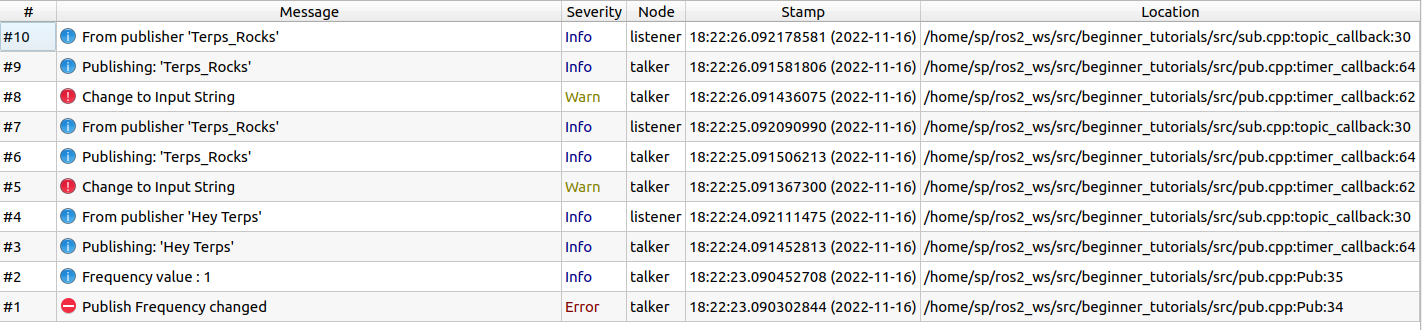 # Message Severity Node Stamp Location
#10 From publisher 'Terps_Rocks' Info listener 18:22:26.092178581 (2022-11-16) /home/sp/ros2_ws/src/beginner_tutorials/src/sub.cpp:topic_callback:30
#9 Publishing: 'Terps_Rocks' Info talker 18:22:26.091581806 (2022-11-16) /home/sp/ros2_ws/src/beginner_tutorials/src/pub.cpp:timer_callback:64
#8 Change to Input String Warn talker 18:22:26.091436075 (2022-11-16) /home/sp/ros2_ws/src/beginner_tutorials/src/pub.cpp:timer_callback:62
#7 From publisher 'Terps_Rocks' Info listener 18:22:25.092090990 (2022-11-16) /home/sp/ros2_ws/src/beginner_tutorials/src/sub.cpp:topic_callback:30
#6 Publishing: 'Terps_Rocks' Info talker 18:22:25.091506213 (2022-11-16) /home/sp/ros2_ws/src/beginner_tutorials/src/pub.cpp:timer_callback:64
#5 Change to Input String Warn talker 18:22:25.091367300 (2022-11-16) /home/sp/ros2_ws/src/beginner_tutorials/src/pub.cpp:timer_callback:62
#4 From publisher 'Hey Terps' Info listener 18:22:24.092111475 (2022-11-16) /home/sp/ros2_ws/src/beginner_tutorials/src/sub.cpp:topic_callback:30
#3 Publishing: 'Hey Terps' Info talker 18:22:24.091452813 (2022-11-16) /home/sp/ros2_ws/src/beginner_tutorials/src/pub.cpp:timer_callback:64
#2 Frequency value : 1 Info talker 18:22:23.090452708 (2022-11-16) /home/sp/ros2_ws/src/beginner_tutorials/src/pub.cpp:Pub:35
#1 Publish Frequency changed Error talker 18:22:23.090302844 (2022-11-16) /home/sp/ros2_ws/src/beginner_tutorials/src/pub.cpp:Pub:34